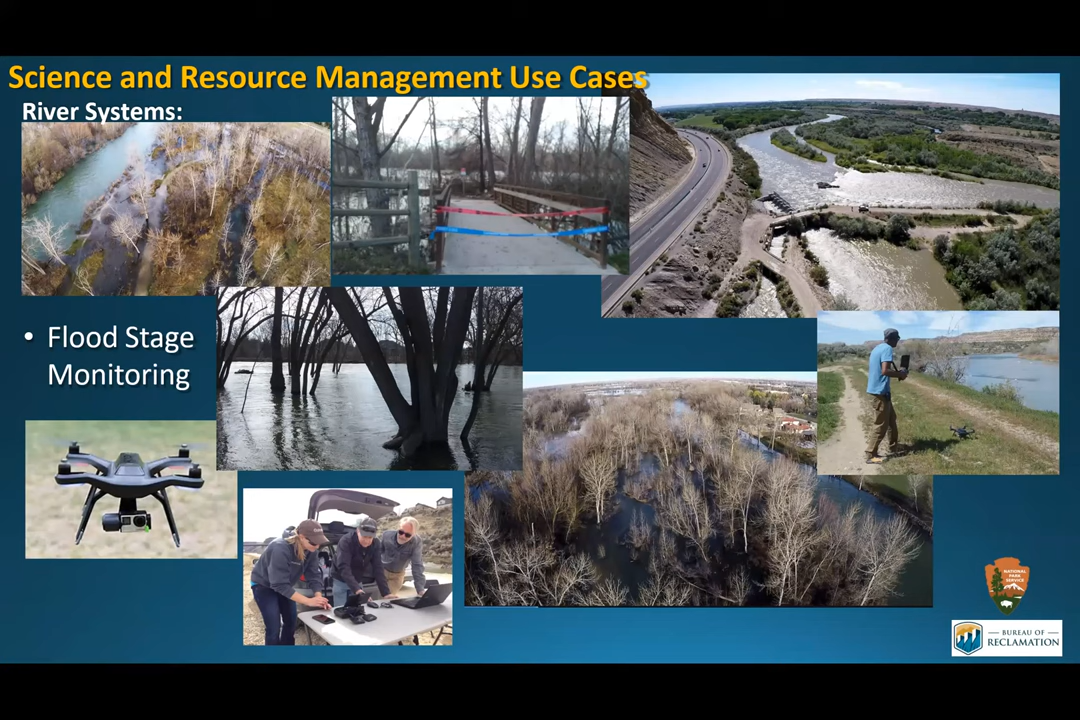 Science and Resource Management Use Cases
River Systems:
• Flood Stage
Monitoring
NATIONAL
PARK
SERVICE
BUREAU OF
RECLAMATION